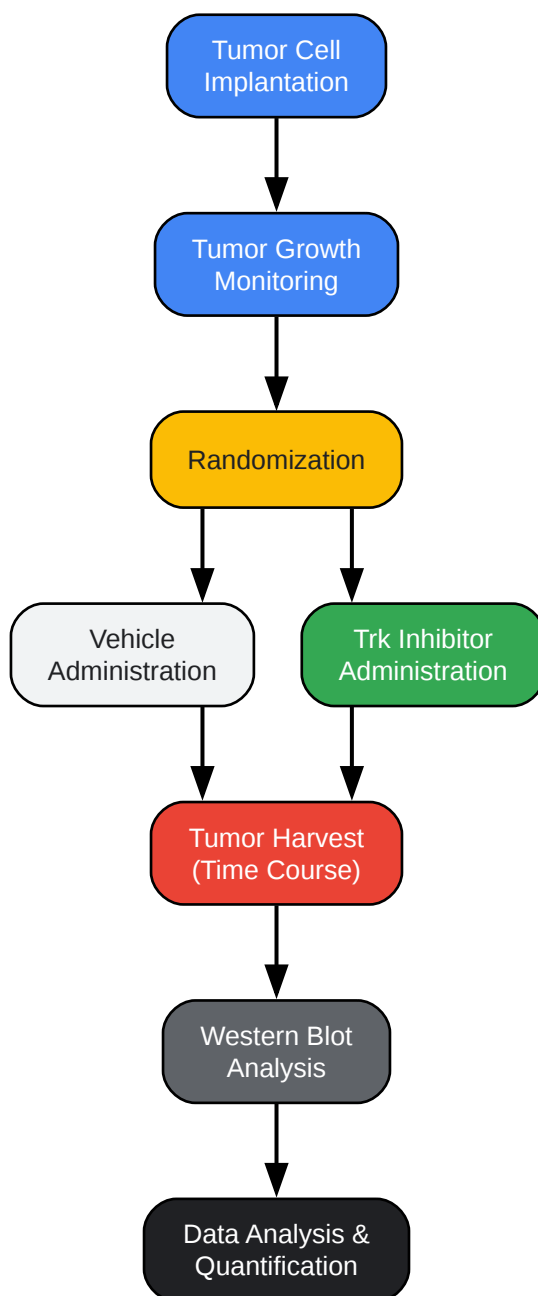 Tumor Cell
Implantation
Tumor Growth
Monitoring
Randomization
Vehicle
Administration
Trk Inhibitor
Administration
Tumor Harvest
(Time Course)
Western Blot
Analysis
Data Analysis &
Quantification